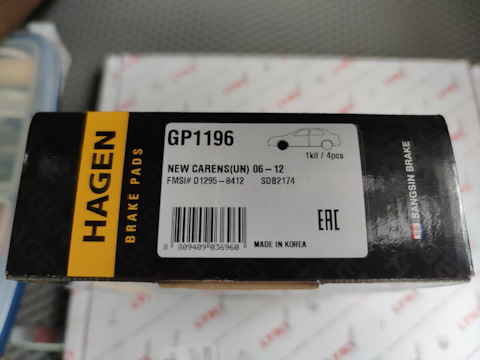 HAGEN
BRAKE PADS
GP1196
1kit / 4pcs
NEW CARENS(UN) 06-12
FMSI# D1295-8412 SDB2174
8 809409 036960
EAC
MADE IN KOREA
SANGSIN BRAKE